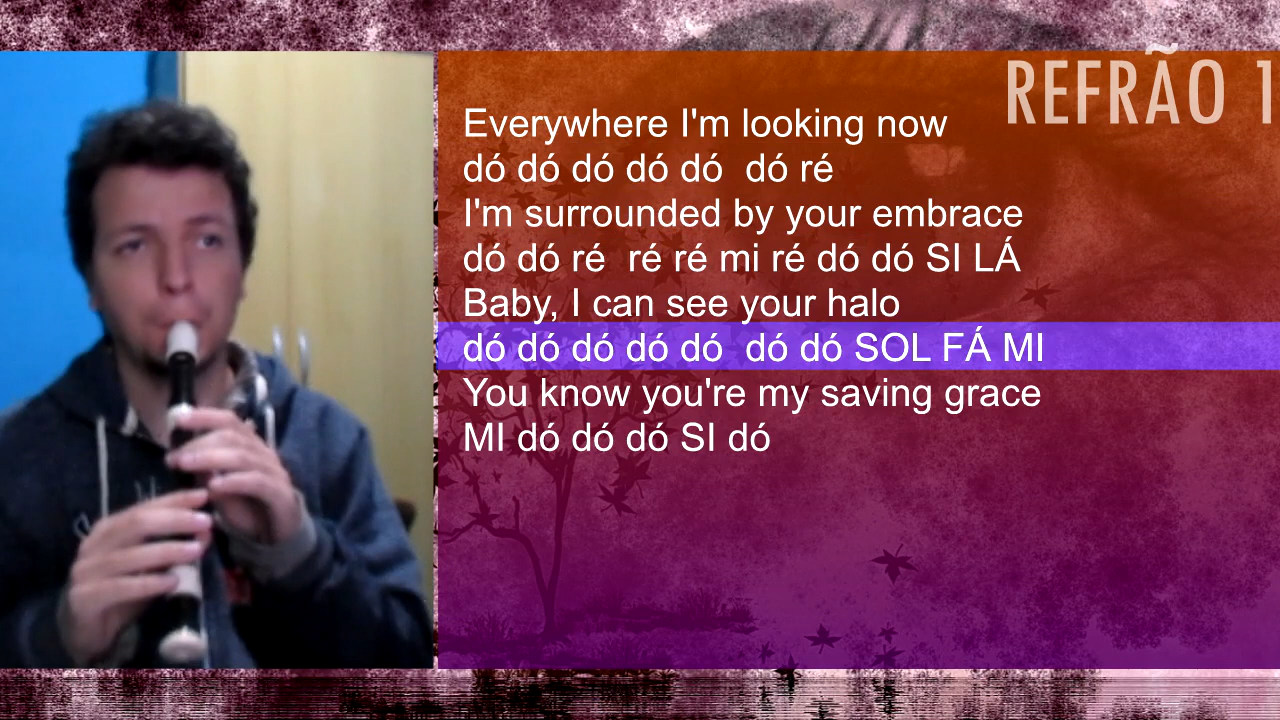 REFRÃO 1
Everywhere I'm looking now
dó dó dó dó dó  dó ré
I'm surrounded by your embrace
dó dó ré  ré ré mi ré dó dó SI LÁ
Baby, I can see your halo
dó dó dó dó dó  dó dó SOL FÁ MI
You know you're my saving grace
MI dó dó dó SI dó